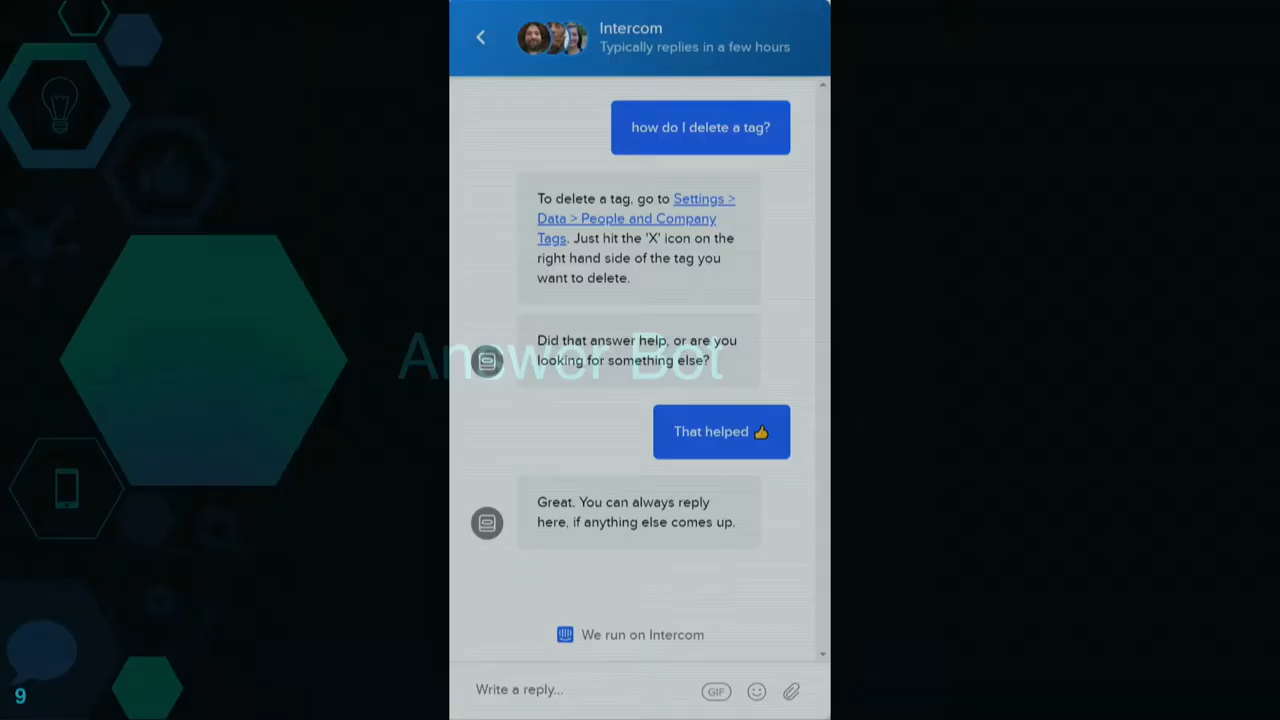 Intercom
Typically replies in a few hours
how do I delete a tag?
To delete a tag, go to Settings >
Data > People and Company
Tags. Just hit the 'X' icon on the
right hand side of the tag you
want to delete.
Did that answer help, or are you
looking for something else?
Answer Bot
That helped 👍
Great. You can always reply
here, if anything else comes up.
We run on Intercom
Write a reply...
GIF
9